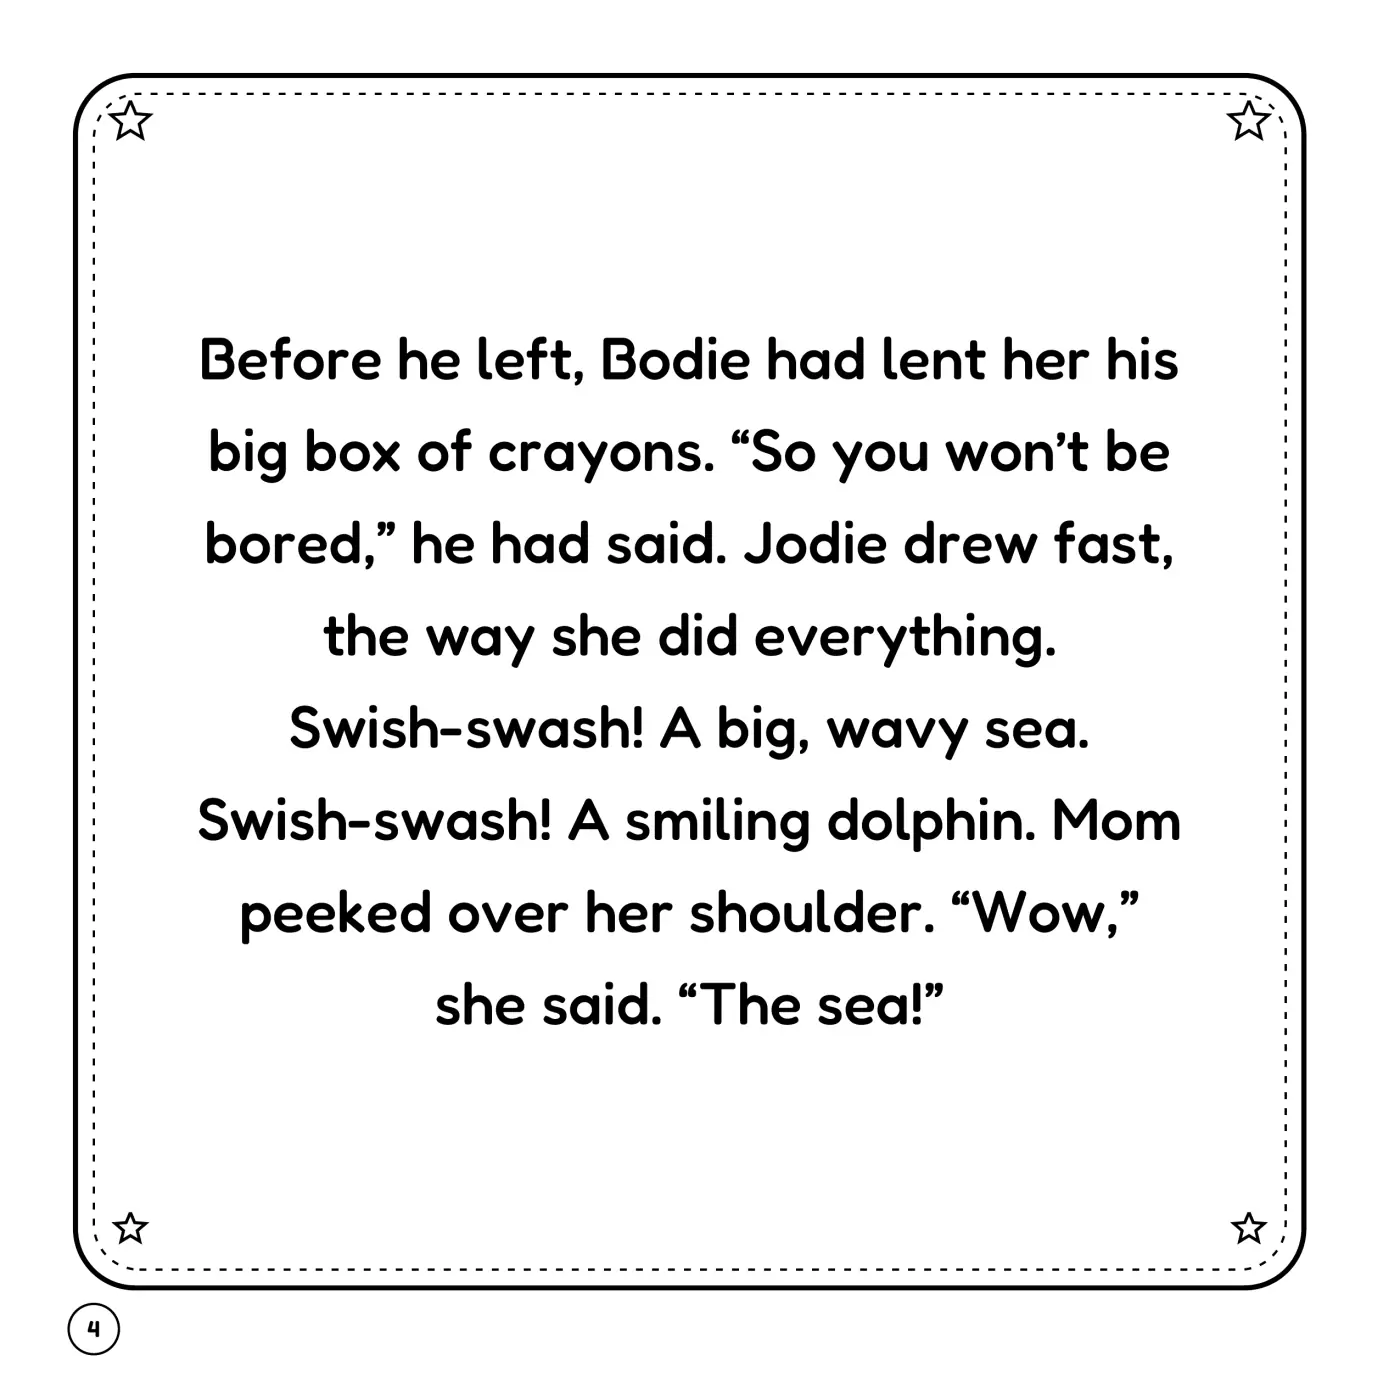 Before he left, Bodie had lent her his
big box of crayons. “So you won’t be
bored,” he had said. Jodie drew fast,
the way she did everything.
Swish-swash! A big, wavy sea.
Swish-swash! A smiling dolphin. Mom
peeked over her shoulder. “Wow,”
she said. “The sea!”
4